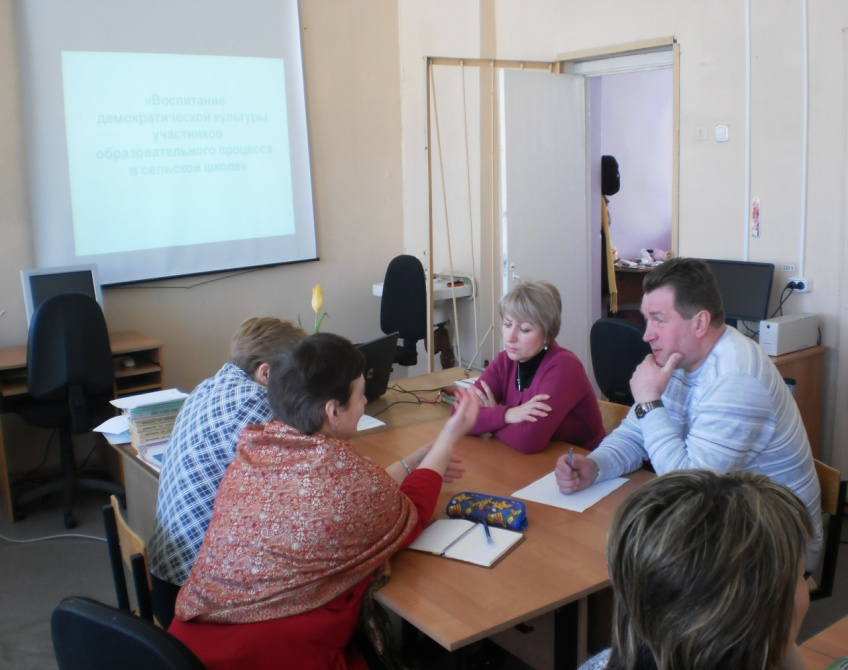 «Воспитание
демократической культуры
участников
образовательного процесса
в сельской школе»